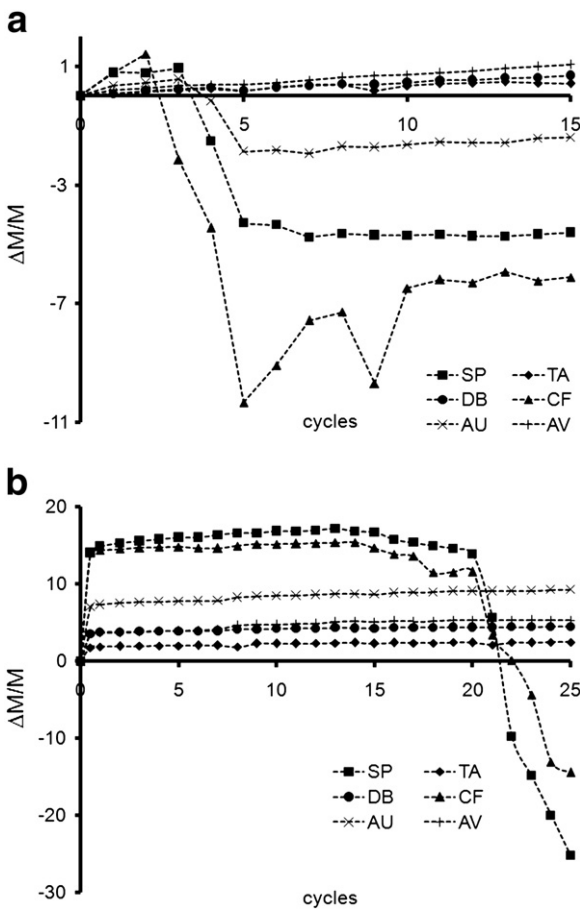 a
1
0
5
10
15
-3
ΔM/M
-7
SP TA
DB CF
cycles
AU AV
-11
b
20
10
0
0
5
10
15
20
25
ΔM/M
-10
SP TA
DB CF
AU AV
-20
-30
cycles